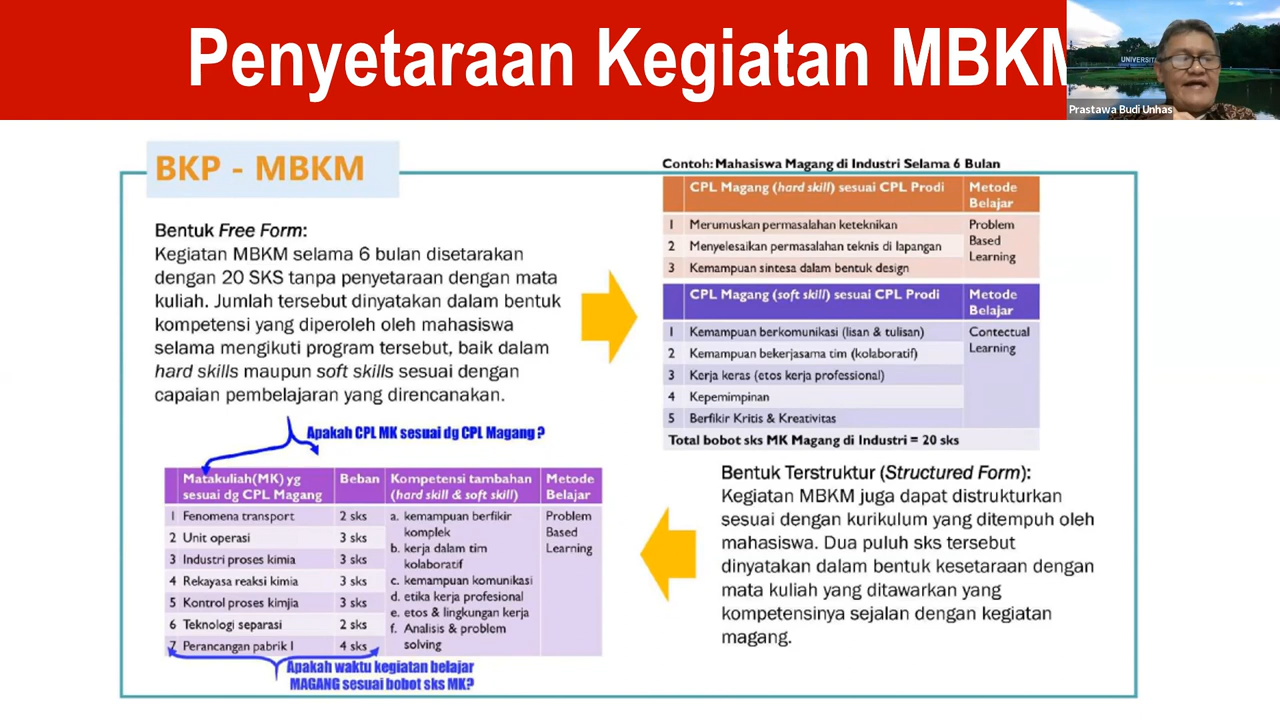 Penyetaraan Kegiatan MBKM
UNIVERSIT
Prastawa Budi Unhas
BKP - MBKM
Bentuk Free Form:
Kegiatan MBKM selama 6 bulan disetarakan
dengan 20 SKS tanpa penyetaraan dengan mata
kuliah. Jumlah tersebut dinyatakan dalam bentuk
kompetensi yang diperoleh oleh mahasiswa
selama mengikuti program tersebut, baik dalam
hard skills maupun soft skills sesuai dengan
capaian pembelajaran yang direncanakan.
Contoh: Mahasiswa Magang di Industri Selama 6 Bulan
CPL Magang (hard skill) sesuai CPL Prodi Metode
Belajar
1 Merumuskan permasalahan keteknikan Problem
Based
2 Menyelesaikan permasalahan teknis di lapangan
Learning
3 Kemampuan sintesa dalam bentuk design
CPL Magang (soft skill) sesuai CPL Prodi Metode
Belajar
1 Kemampuan berkomunikasi (lisan & tulisan) Contectual
Learning
2 Kemampuan bekerjasama tim (kolaboratif)
3 Kerja keras (etos kerja professional)
4 Kepemimpinan
5 Berfikir Kritis & Kreativitas
Total bobot sks MK Magang di Industri = 20 sks
Apakah CPL MK sesuai dg CPL Magang ?
Matakuliah(MK) yg Beban Kompetensi tambahan Metode
sesuai dg CPL Magang (hard skill & soft skill) Belajar
1 Fenomena transport 2 sks
2 Unit operasi 3 sks
3 Industri proses kimia 3 sks
4 Rekayasa reaksi kimia 3 sks
5 Kontrol proses kimjia 3 sks
6 Teknologi separasi 2 sks
7 Perancangan pabrik I 4 sks
a. kemampuan berfikir
komplek
b. kerja dalam tim
kolaboratif
c. kemampuan komunikasi
d. etika kerja profesional
e. etos & lingkungan kerja
f. Analisis & problem
solving
Problem
Based
Learning
Apakah waktu kegiatan belajar
MAGANG sesuai bobot sks MK?
Bentuk Terstruktur (Structured Form):
Kegiatan MBKM juga dapat distrukturkan
sesuai dengan kurikulum yang ditempuh oleh
mahasiswa. Dua puluh sks tersebut
dinyatakan dalam bentuk kesetaraan dengan
mata kuliah yang ditawarkan yang
kompetensinya sejalan dengan kegiatan
magang.